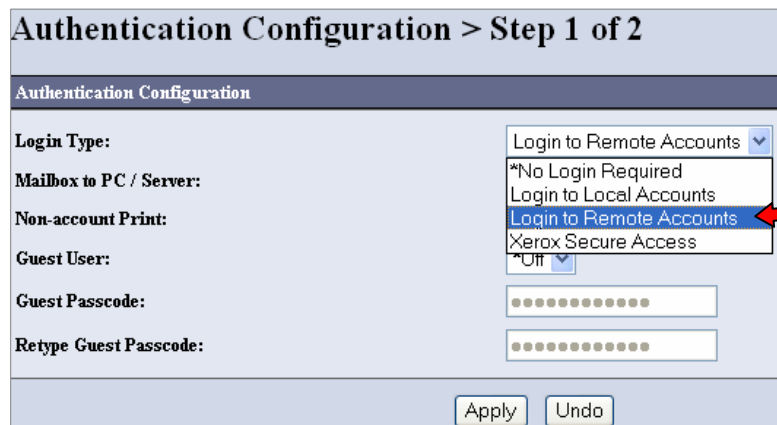 Authentication Configuration > Step 1 of 2
Authentication Configuration
Login Type:
Login to Remote Accounts
*No Login Required
Login to Local Accounts
Login to Remote Accounts
Xerox Secure Access
Mailbox to PC / Server:
Non-account Print:
Guest User:
*Off
Guest Passcode:
Retype Guest Passcode:
Apply
Undo